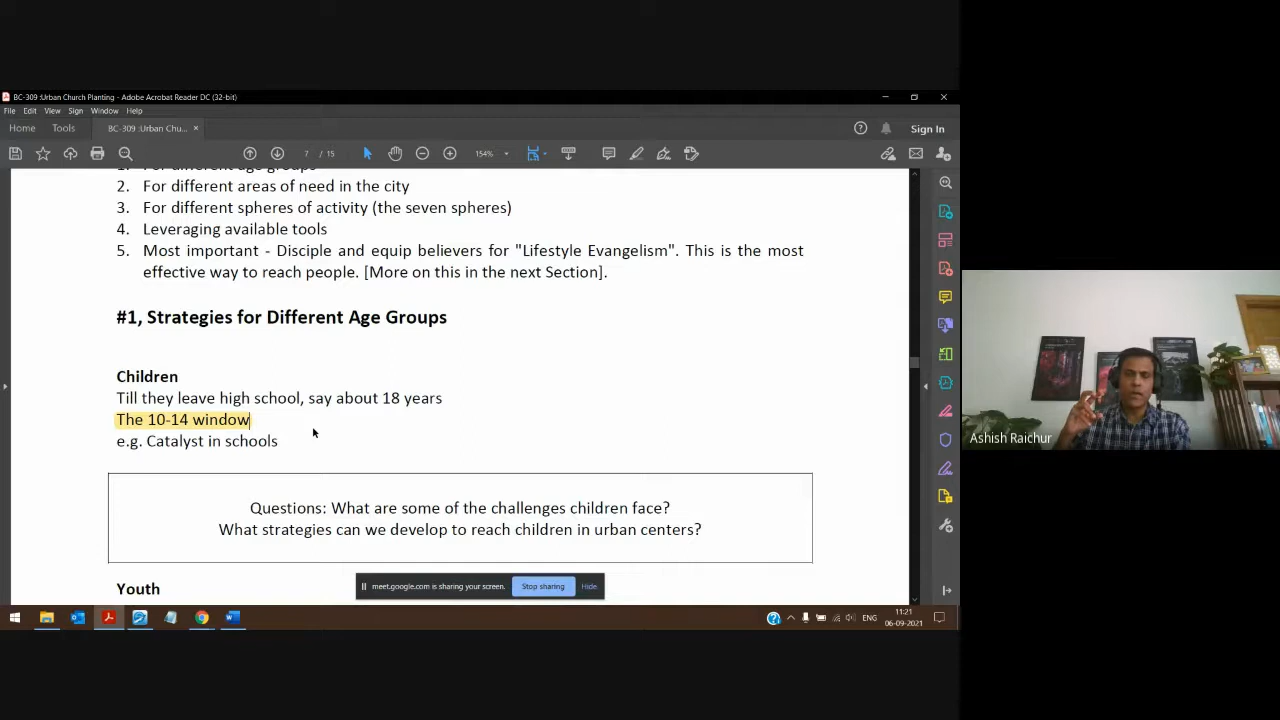 BC-309 :Urban Church Planting - Adobe Acrobat Reader DC (32-bit)
File Edit View Sign Window Help
Home Tools BC-309 :Urban Chu... × Sign In
7 / 15 154%
1. For different age groups
2. For different areas of need in the city
3. For different spheres of activity (the seven spheres)
4. Leveraging available tools
5. Most important - Disciple and equip believers for "Lifestyle Evangelism". This is the most
effective way to reach people. [More on this in the next Section].
#1, Strategies for Different Age Groups
Children
Till they leave high school, say about 18 years
The 10-14 window
e.g. Catalyst in schools
Questions: What are some of the challenges children face?
What strategies can we develop to reach children in urban centers?
Youth
meet.google.com is sharing your screen. Stop sharing Hide
ENG
11:21
06-09-2021
Ashish Raichur